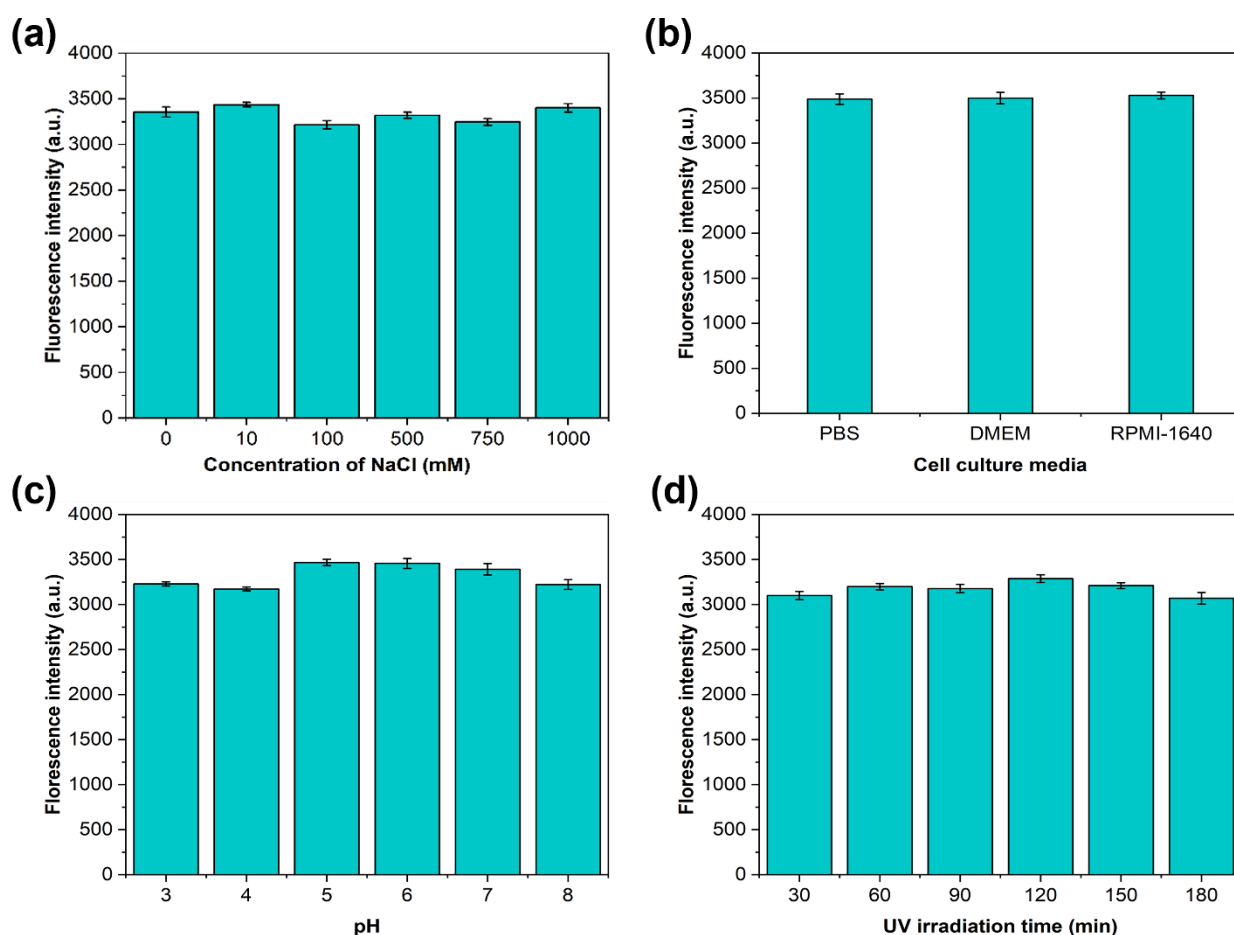 (a)
Fluorescence intensity (a.u.)
4000
3500
3000
2500
2000
1500
1000
500
0
0 10 100 500 750 1000
Concentration of NaCl (mM)
(b)
Fluorescence intensity (a.u.)
4000
3500
3000
2500
2000
1500
1000
500
0
PBS DMEM RPMI-1640
Cell culture media
(c)
Florescence intensity (a.u.)
4000
3500
3000
2500
2000
1500
1000
500
0
3 4 5 6 7 8
pH
(d)
Florescence intensity (a.u.)
4000
3500
3000
2500
2000
1500
1000
500
0
30 60 90 120 150 180
UV irradiation time (min)